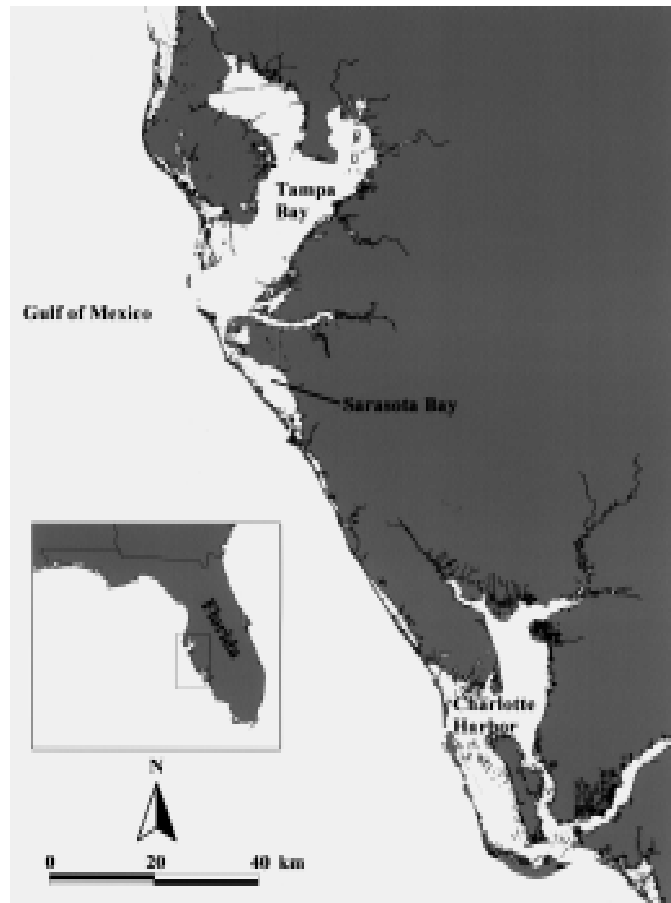 Tampa
Bay
Gulf of Mexico
Sarasota Bay
Florida
Charlotte
Harbor
N
0 20 40 km